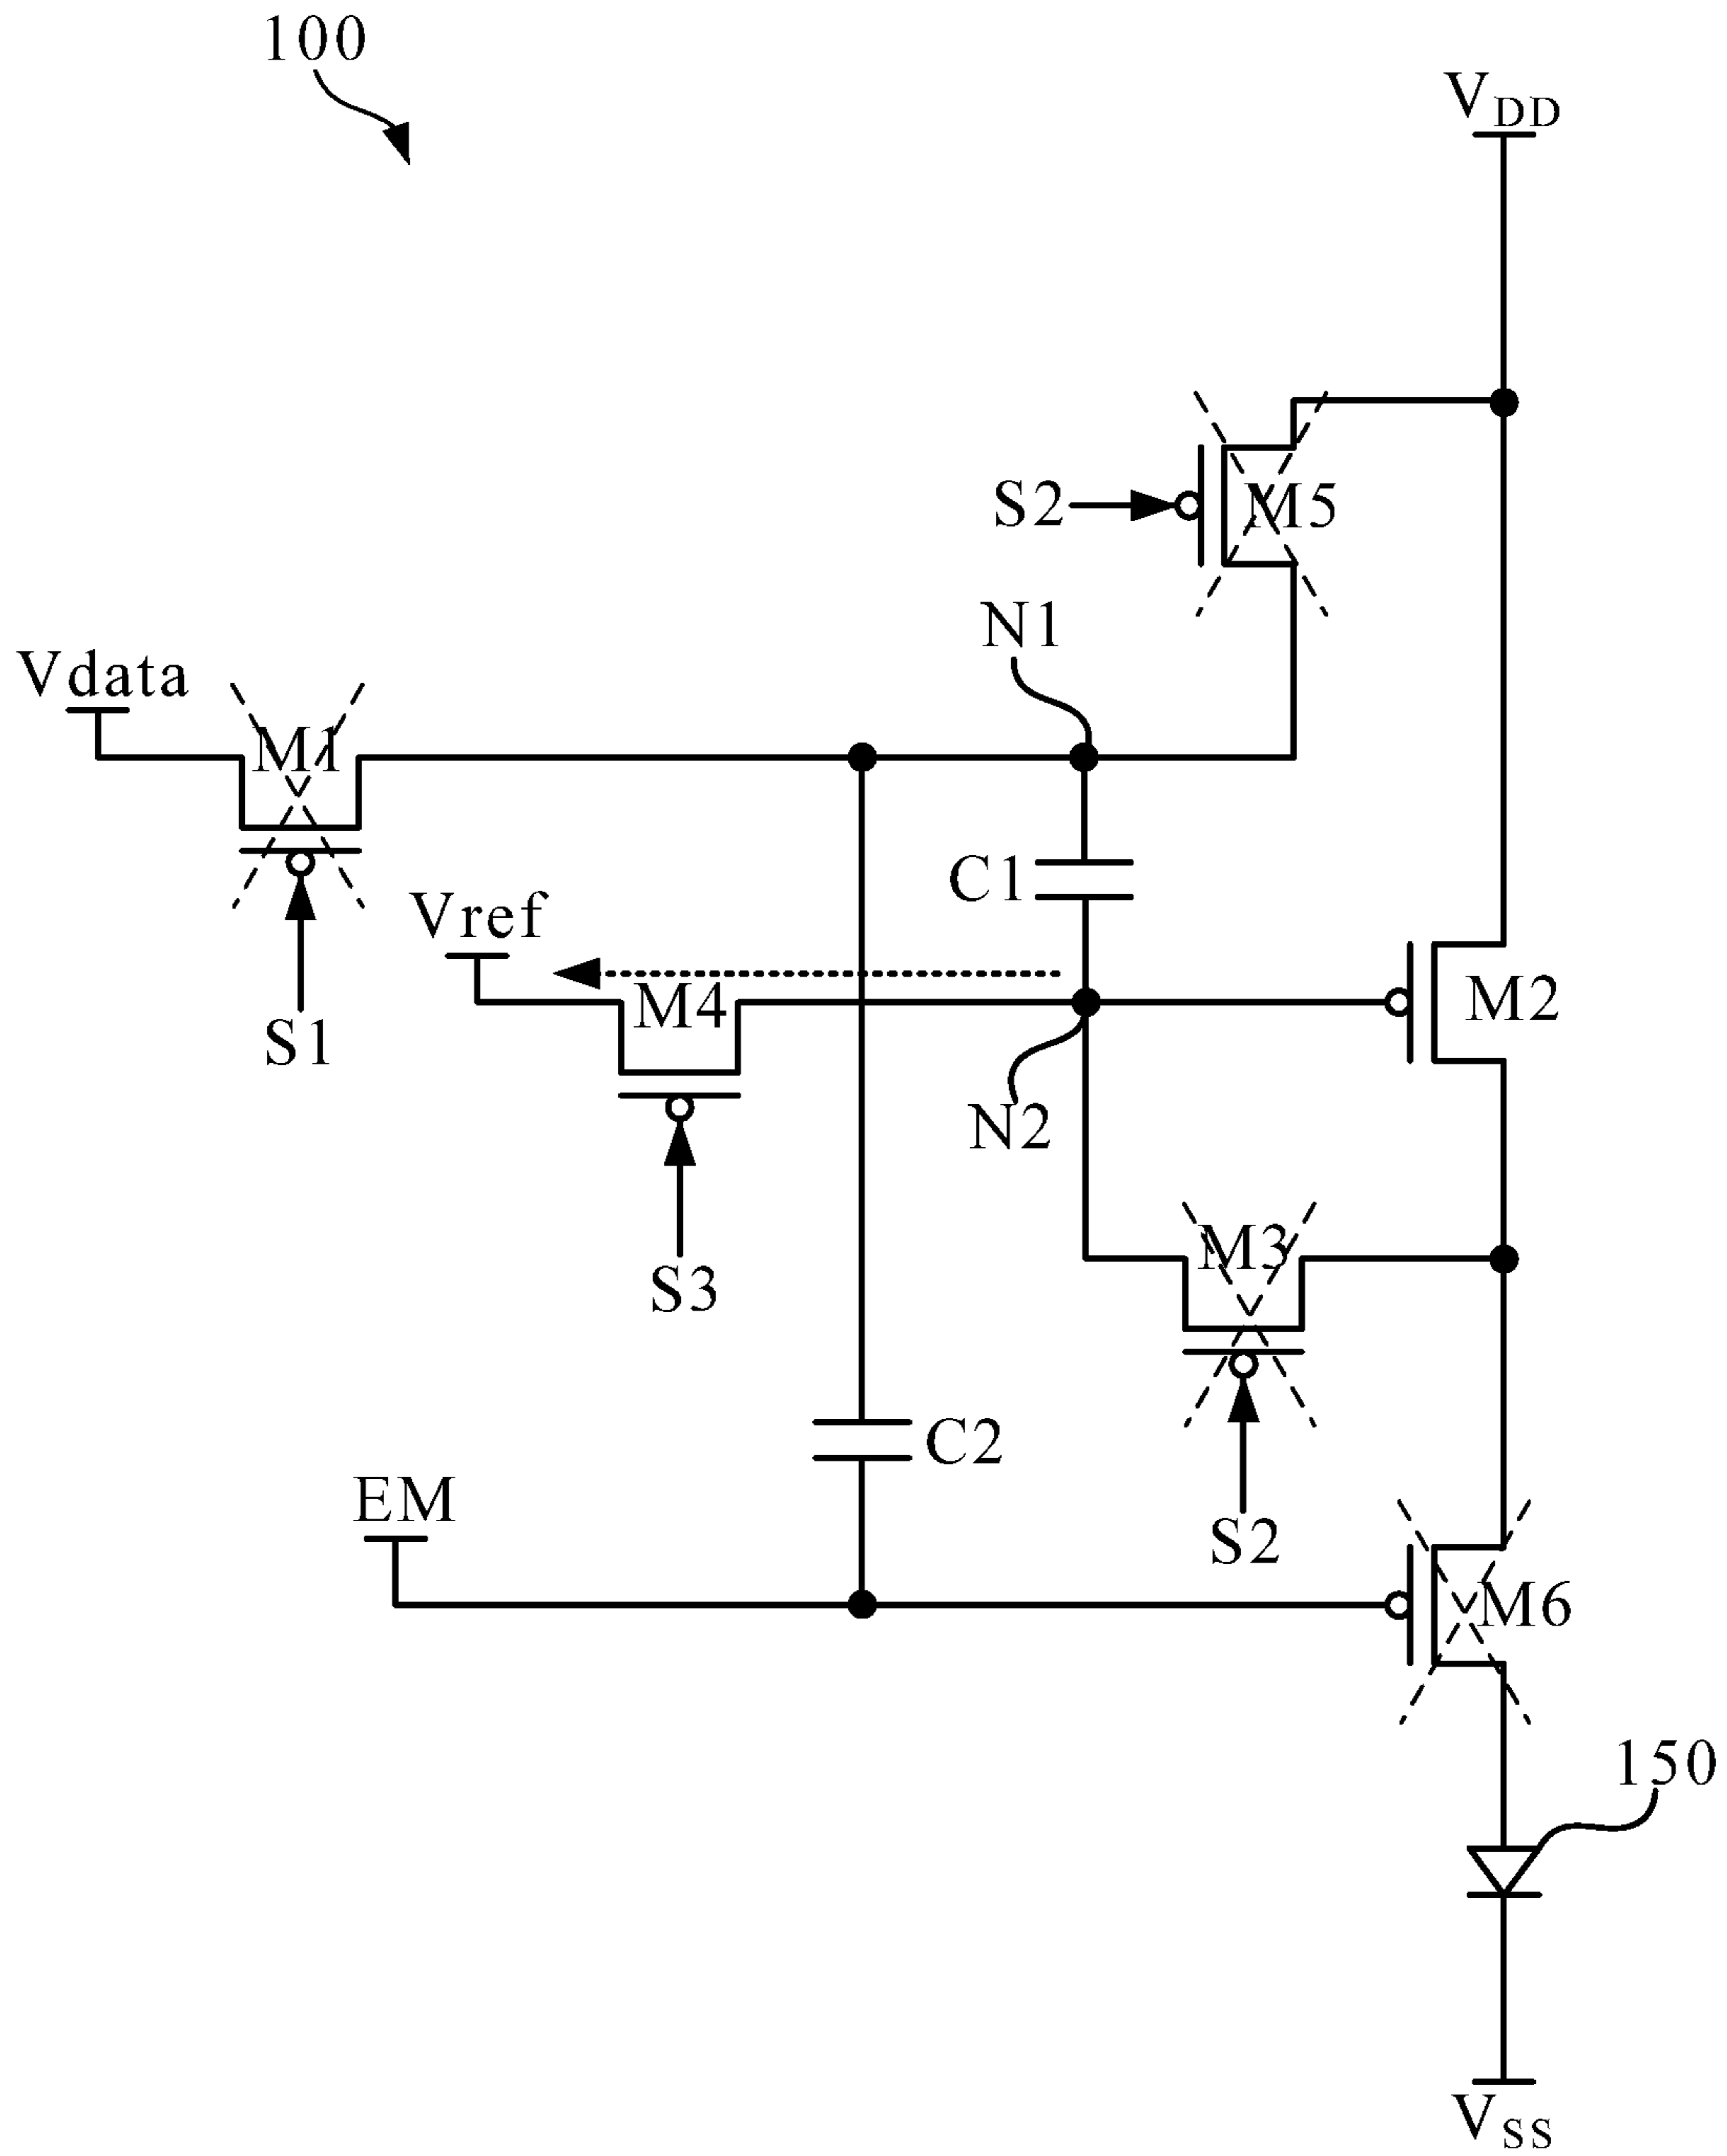 100
VDD
S2
M5
N1
Vdata
M1
C1
Vref
M4
M2
S1
N2
M3
S3
C2
EM
S2
M6
150
VSS